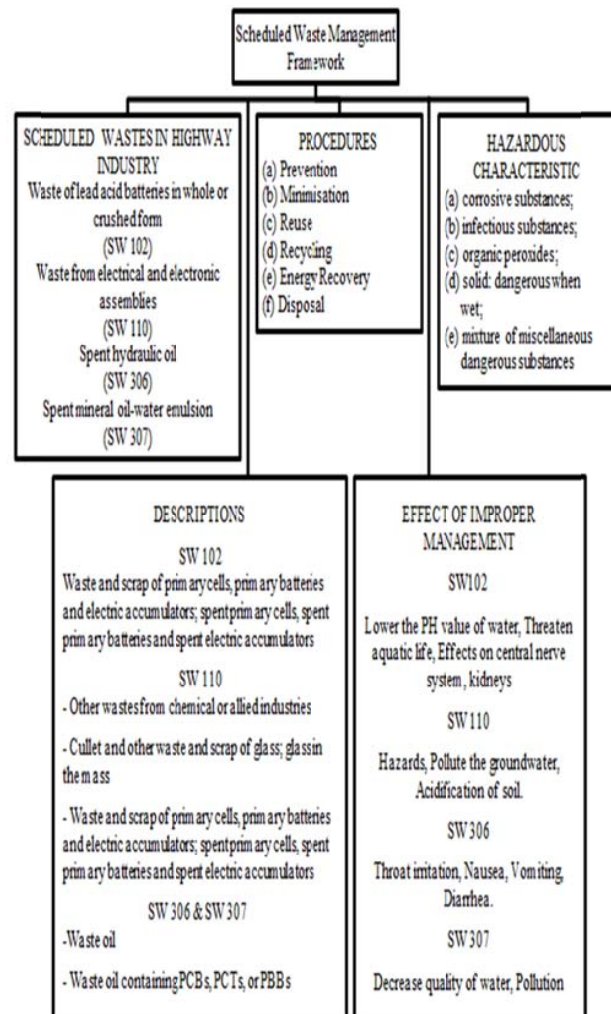 Scheduled Waste Management
Framework
SCHEDULED WASTES IN HIGHWAY
INDUSTRY
Waste of lead acid batteries in whole or
crushed form
(SW 102)
Waste from electrical and electronic
assemblies
(SW 110)
Spent hydraulic oil
(SW 306)
Spent mineral oil-water emulsion
(SW 307)
PROCEDURES
(a) Prevention
(b) Minimisation
(c) Reuse
(d) Recycling
(e) Energy Recovery
(f) Disposal
HAZARDOUS
CHARACTERISTIC
(a) corrosive substances;
(b) infectious substances;
(c) organic peroxides;
(d) solid: dangerous when
wet;
(e) mixture of miscellaneous
dangerous substances
DESCRIPTIONS
SW 102
Waste and scrap of primary cells, primary batteries
and electric accumulators; spent primary cells, spent
primary batteries and spent electric accumulators
SW 110
- Other wastes from chemical or allied industries
- Cullet and other waste and scrap of glass; glass in
the mass
- Waste and scrap of primary cells, primary batteries
and electric accumulators; spent primary cells, spent
primary batteries and spent electric accumulators
SW 306 & SW 307
-Waste oil
- Waste oil containing PCBs, PCTs, or PBBs
EFFECT OF IMPROPER
MANAGEMENT
SW102
Lower the PH value of water, Threaten
aquatic life, Effects on central nerve
system, kidneys
SW 110
Hazards, Pollute the groundwater,
Acidification of soil.
SW 306
Throat irritation, Nausea, Vomiting,
Diarrhea.
SW 307
Decrease quality of water, Pollution